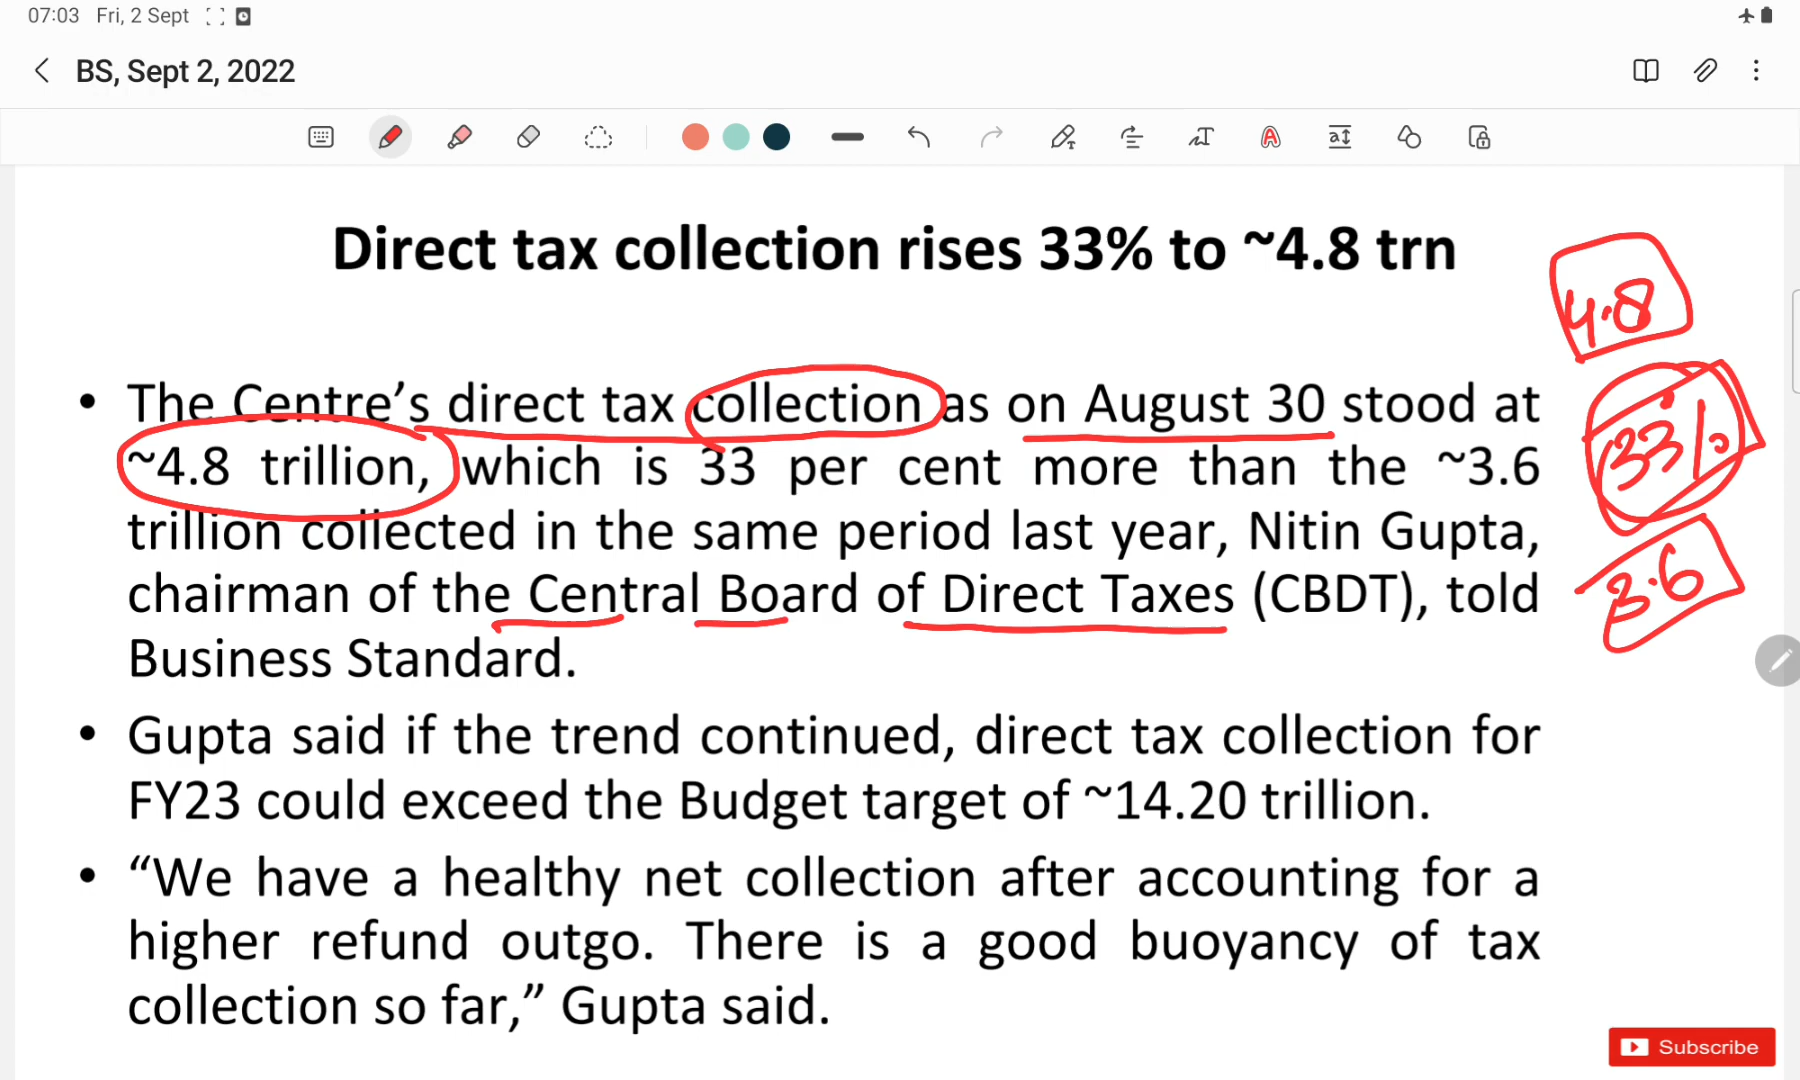 07:03 Fri, 2 Sept
BS, Sept 2, 2022
Direct tax collection rises 33% to ~4.8 trn
4.8
• The Centre’s direct tax collection as on August 30 stood at
~4.8 trillion, which is 33 per cent more than the ~3.6
33%
trillion collected in the same period last year, Nitin Gupta,
chairman of the Central Board of Direct Taxes (CBDT), told
3.6
Business Standard.
• Gupta said if the trend continued, direct tax collection for
FY23 could exceed the Budget target of ~14.20 trillion.
• “We have a healthy net collection after accounting for a
higher refund outgo. There is a good buoyancy of tax
collection so far,” Gupta said.
Subscribe